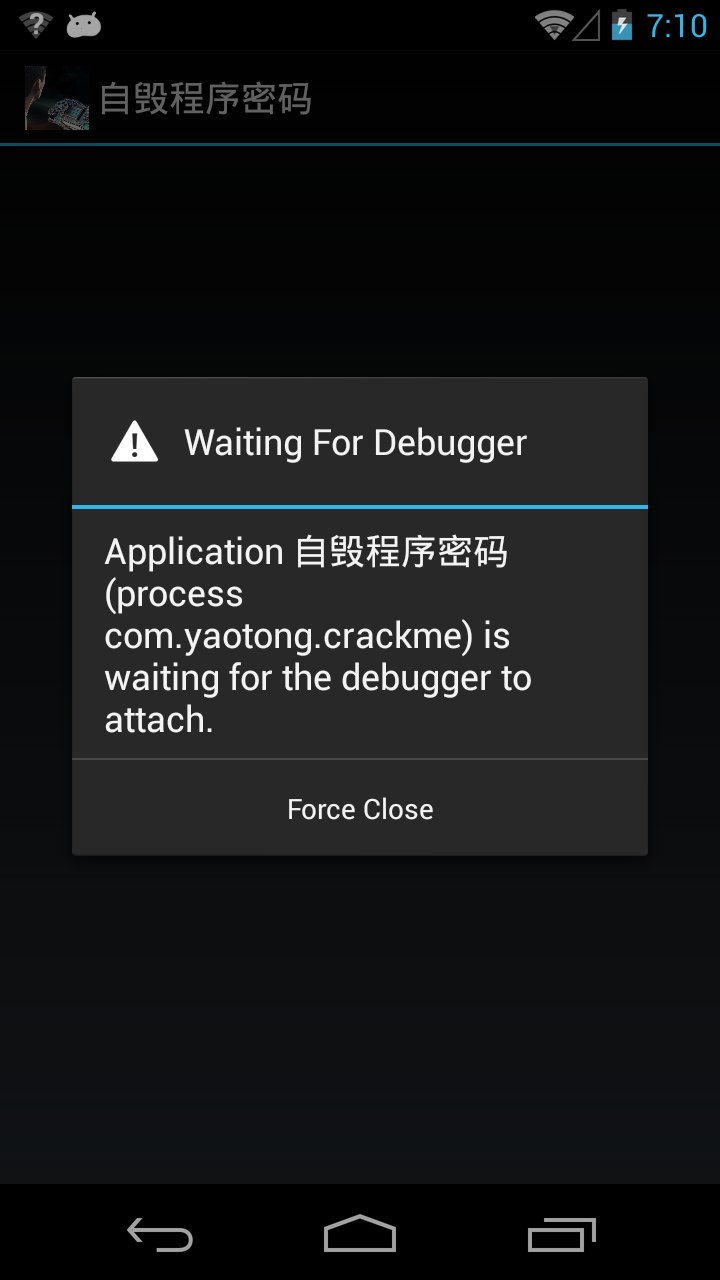 7:10
自毁程序密码
Waiting For Debugger
Application 自毁程序密码
(process
com.yaotong.crackme) is
waiting for the debugger to
attach.
Force Close